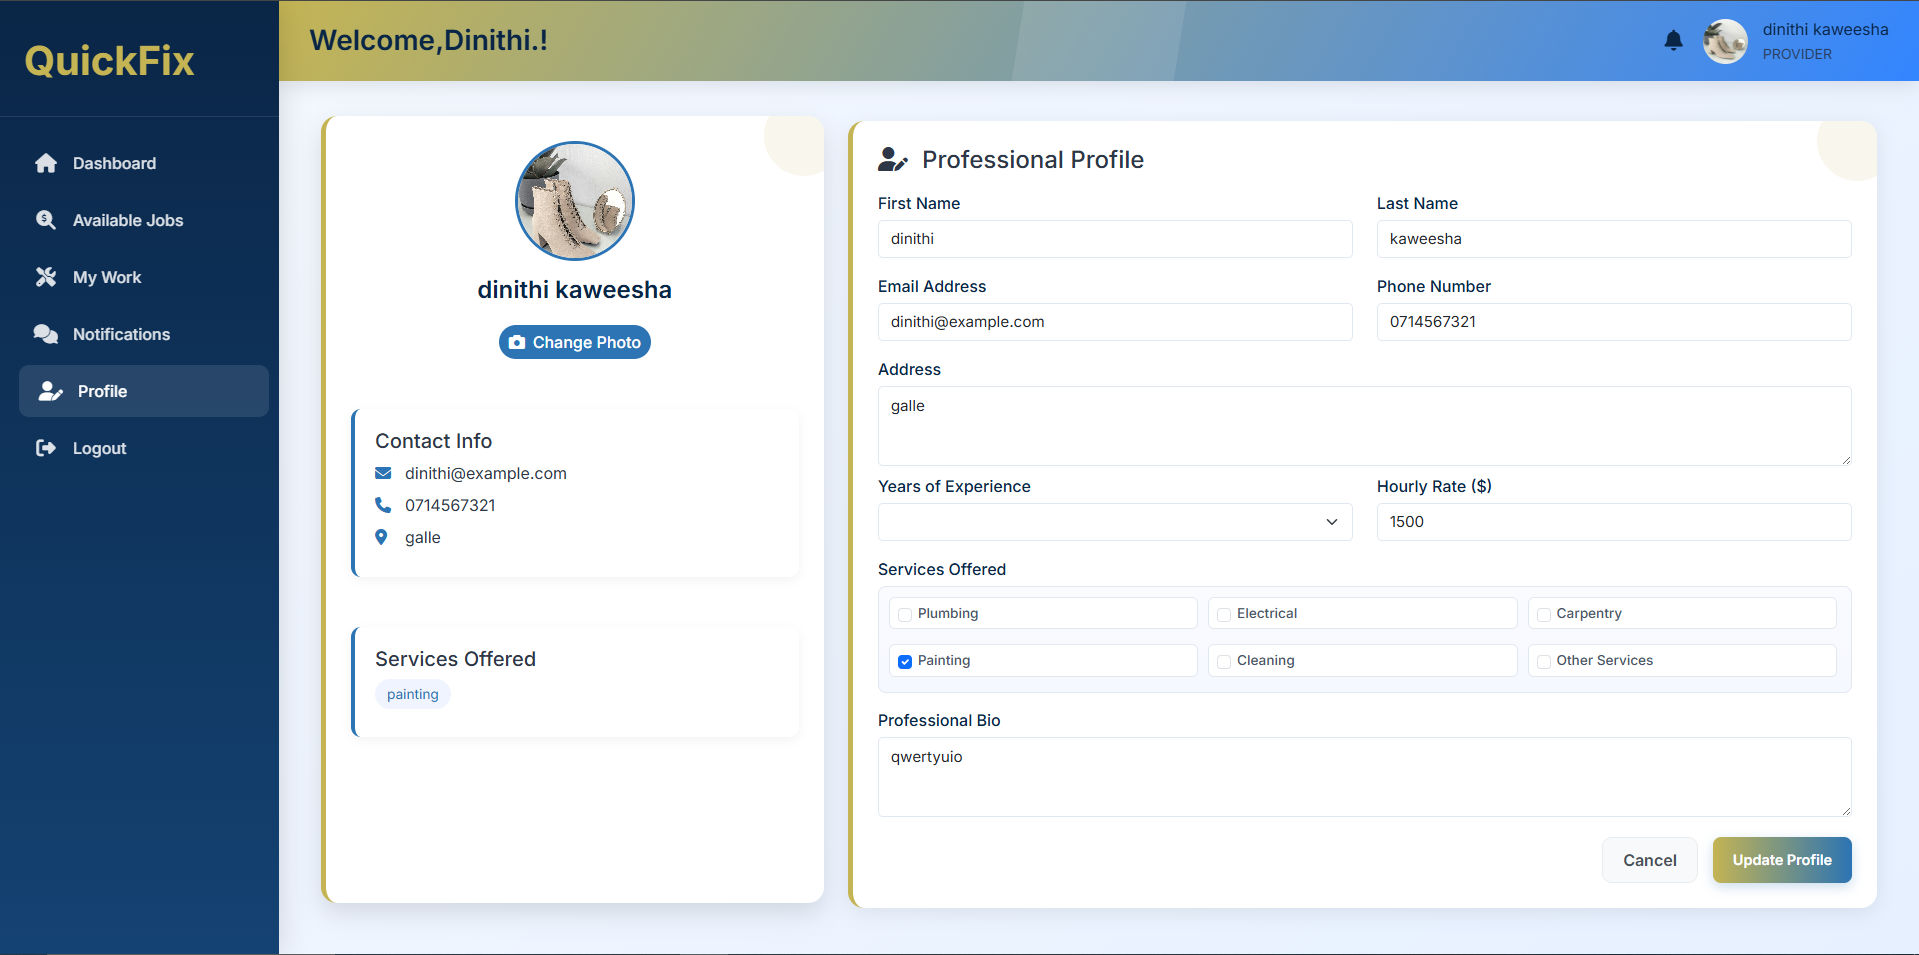 QuickFix
Dashboard
Available Jobs
My Work
Notifications
Profile
Logout
Welcome,Dinithi.!
dinithi kaweesha
PROVIDER
dinithi kaweesha
Change Photo
Contact Info
dinithi@example.com
0714567321
galle
Services Offered
painting
Professional Profile
First Name
Last Name
dinithi
kaweesha
Email Address
Phone Number
dinithi@example.com
0714567321
Address
galle
Years of Experience
Hourly Rate ($)
1500
Services Offered
Plumbing
Electrical
Carpentry
Painting
Cleaning
Other Services
Professional Bio
qwertyuio
Cancel
Update Profile